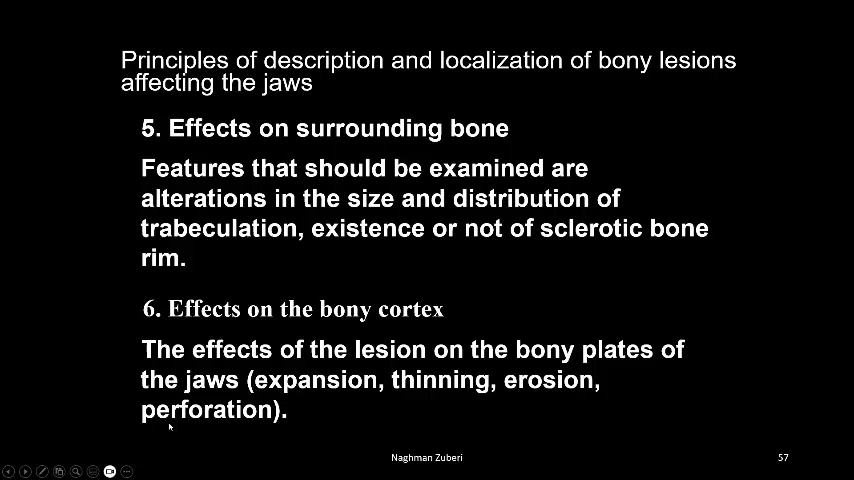 Principles of description and localization of bony lesions
affecting the jaws
5. Effects on surrounding bone
Features that should be examined are
alterations in the size and distribution of
trabeculation, existence or not of sclerotic bone
rim.
6. Effects on the bony cortex
The effects of the lesion on the bony plates of
the jaws (expansion, thinning, erosion,
perforation).
Naghman Zuberi
57